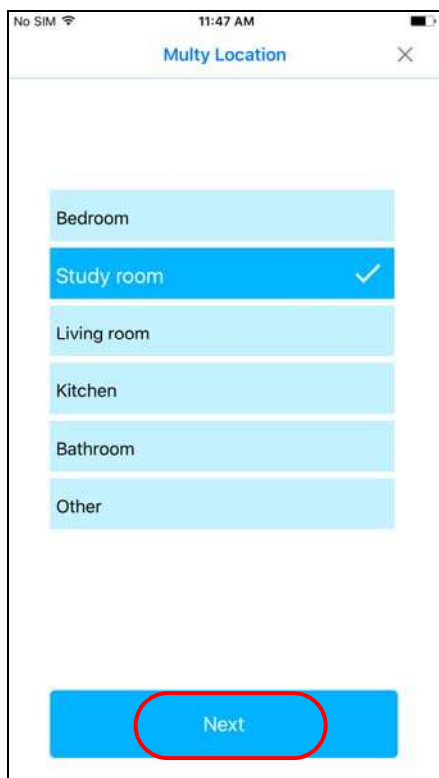 No SIM 11:47 AM
Multy Location
Bedroom
Study room
Living room
Kitchen
Bathroom
Other
Next